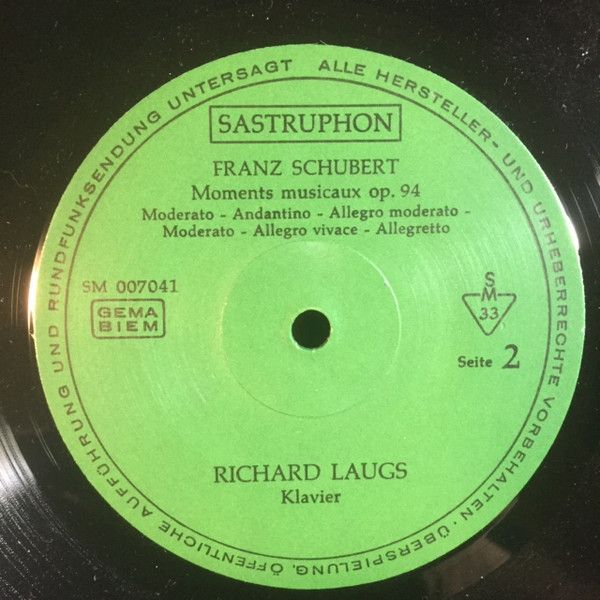 ALLE HERSTELLER- UND URHEBERRECHTE VORBEHALTEN · ÜBERSPIELUNG, ÖFFENTLICHE AUFFÜHRUNG UND RUNDFUNKSENDUNG UNTERSAGT
SASTRUPHON
FRANZ SCHUBERT
Moments musicaux op. 94
Moderato - Andantino - Allegro moderato -
Moderato - Allegro vivace - Allegretto
SM 007041
GEMA
BIEM
S
M
33
Seite 2
RICHARD LAUGS
Klavier